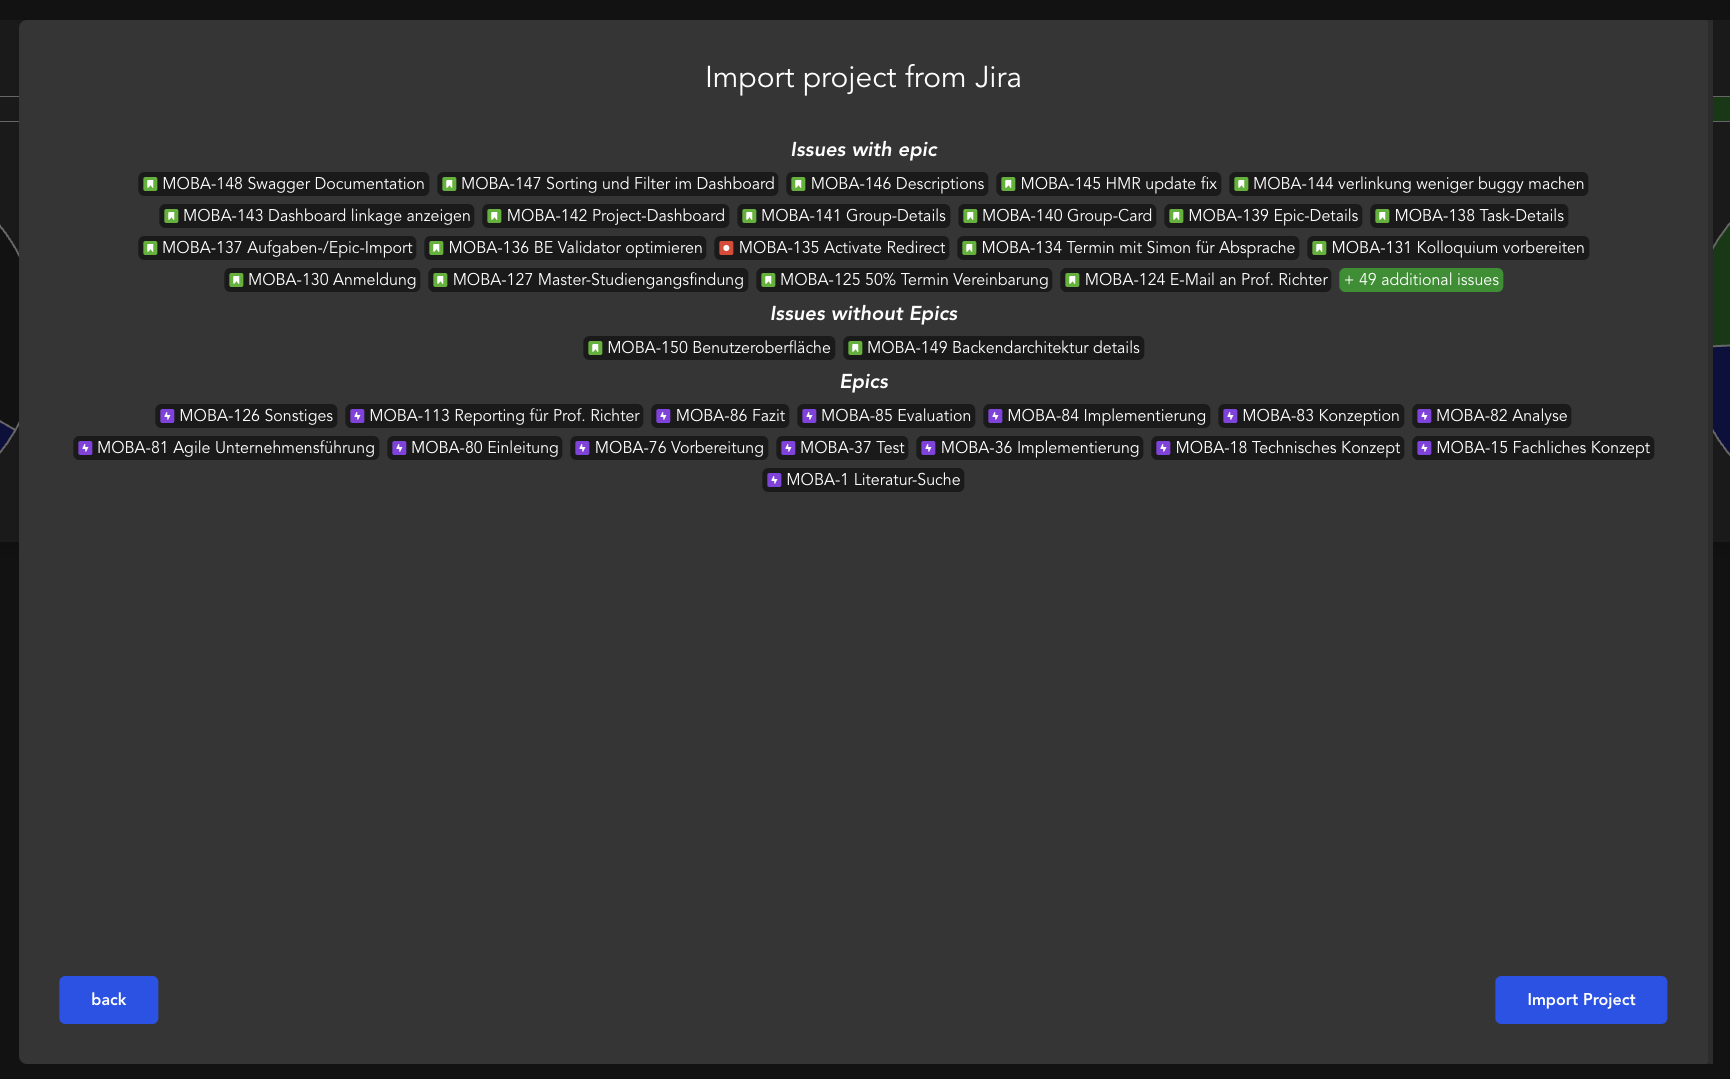 Import project from Jira
Issues with epic
MOBA-148 Swagger Documentation MOBA-147 Sorting und Filter im Dashboard MOBA-146 Descriptions MOBA-145 HMR update fix MOBA-144 verlinkung weniger buggy machen
MOBA-143 Dashboard linkage anzeigen MOBA-142 Project-Dashboard MOBA-141 Group-Details MOBA-140 Group-Card MOBA-139 Epic-Details MOBA-138 Task-Details
MOBA-137 Aufgaben-/Epic-Import MOBA-136 BE Validator optimieren MOBA-135 Activate Redirect MOBA-134 Termin mit Simon für Absprache MOBA-131 Kolloquium vorbereiten
MOBA-130 Anmeldung MOBA-127 Master-Studiengangsfindung MOBA-125 50% Termin Vereinbarung MOBA-124 E-Mail an Prof. Richter + 49 additional issues
Issues without Epics
MOBA-150 Benutzeroberfläche MOBA-149 Backendarchitektur details
Epics
MOBA-126 Sonstiges MOBA-113 Reporting für Prof. Richter MOBA-86 Fazit MOBA-85 Evaluation MOBA-84 Implementierung MOBA-83 Konzeption MOBA-82 Analyse
MOBA-81 Agile Unternehmensführung MOBA-80 Einleitung MOBA-76 Vorbereitung MOBA-37 Test MOBA-36 Implementierung MOBA-18 Technisches Konzept MOBA-15 Fachliches Konzept
MOBA-1 Literatur-Suche
back
Import Project